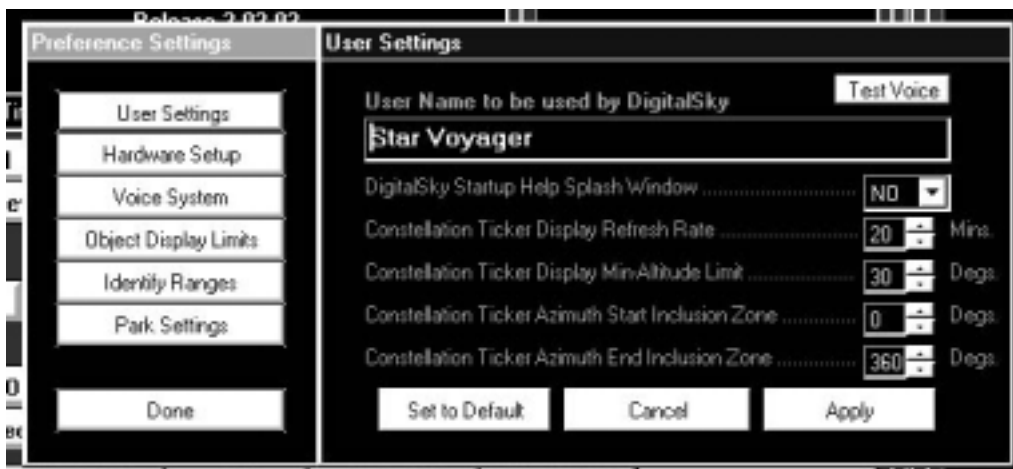 Release 2.02.02
Preference Settings
User Settings
Hardware Setup
Voice System
Object Display Limits
Identify Ranges
Park Settings
Done
User Settings
Test Voice
User Name to be used by DigitalSky
Star Voyager
DigitalSky Startup Help Splash Window NO
Constellation Ticker Display Refresh Rate 20 Mins.
Constellation Ticker Display Min-Altitude Limit 30 Degs.
Constellation Ticker Azimuth Start Inclusion Zone 0 Degs.
Constellation Ticker Azimuth End Inclusion Zone 360 Degs.
Set to Default Cancel Apply